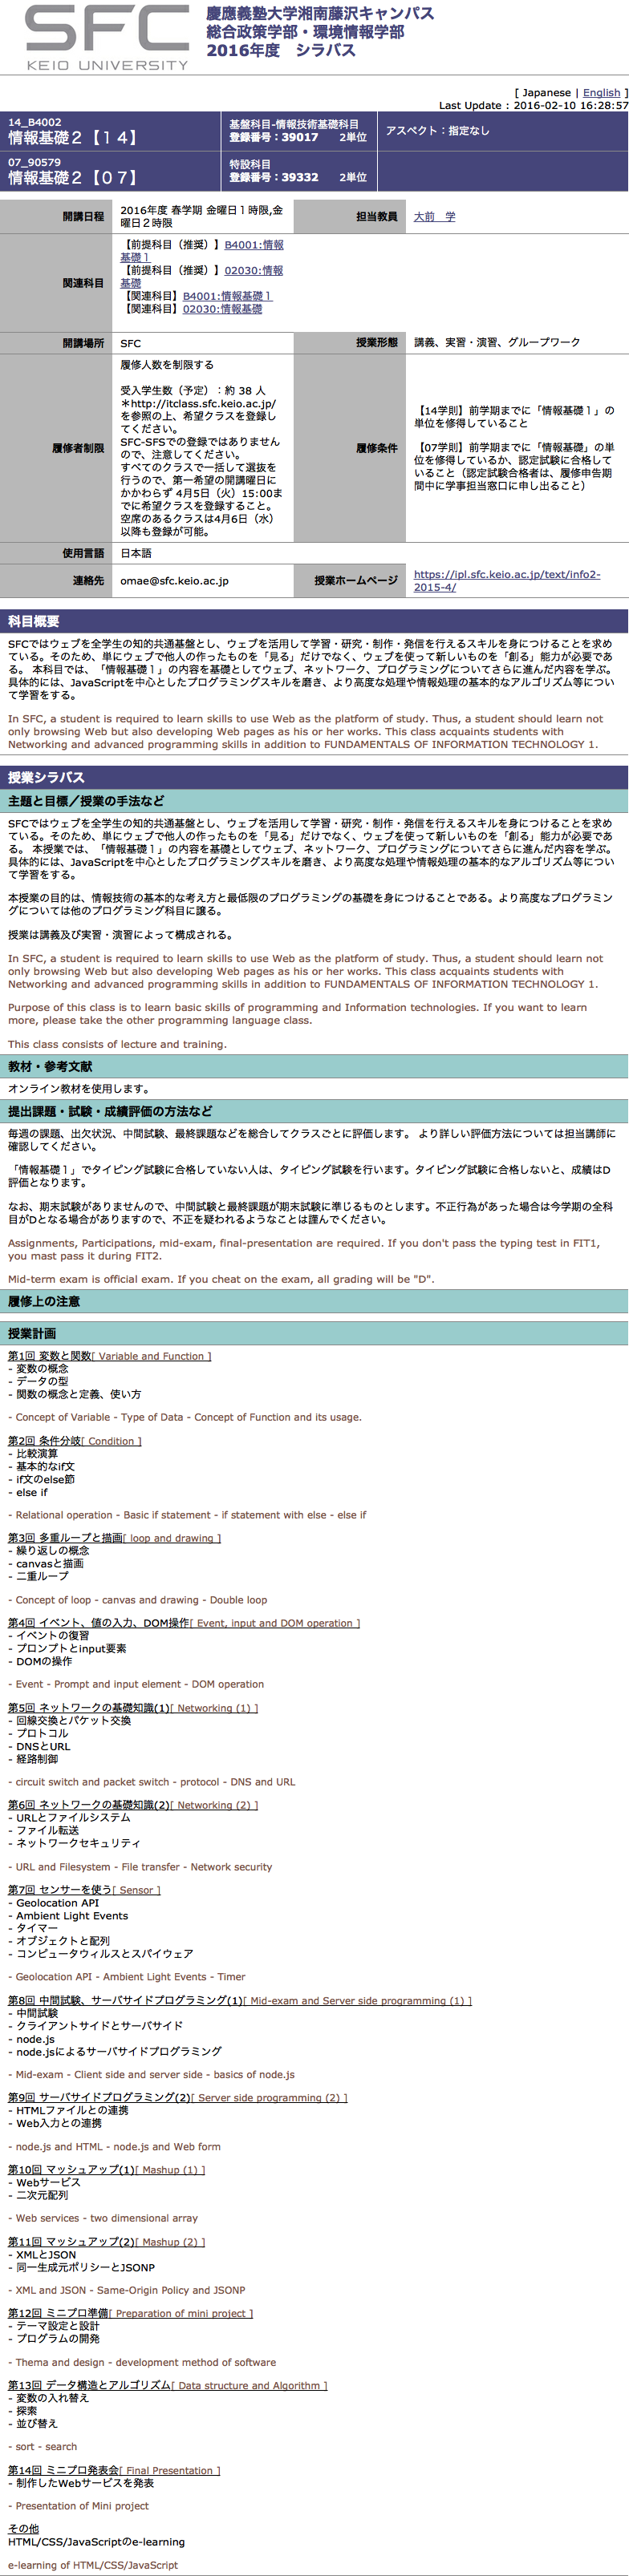 SFC
KEIO UNIVERSITY
慶應義塾大学湘南藤沢キャンパス
総合政策学部・環境情報学部
2016年度　シラバス
[ Japanese | English ]
Last Update : 2016-02-10 16:28:57
14_B4002
情報基礎２【１４】
基盤科目-情報技術基礎科目
登録番号：39017　2単位
アスペクト：指定なし
07_90579
情報基礎２【０７】
特設科目
登録番号：39332　2単位
開講日程
2016年度 春学期 金曜日１時限,金
曜日２時限
担当教員
大前　学
関連科目
【前提科目（推奨）】B4001:情報
基礎１
【前提科目（推奨）】02030:情報
基礎
【関連科目】B4001:情報基礎１
【関連科目】02030:情報基礎
開講場所
SFC
授業形態
講義、実習・演習、グループワーク
履修者制限
履修人数を制限する
受入学生数（予定）：約 38 人
＊http://itclass.sfc.keio.ac.jp/
を参照の上、希望クラスを登録し
てください。
SFC-SFSでの登録ではありませ
んので、注意してください。
すべてのクラスで一括して選抜を
行うので、第一希望の開講曜日に
かかわらず 4月5日（火）15:00ま
でに希望クラスを登録すること。
空席のあるクラスは4月6日（水）
以降も登録が可能。
履修条件
【14学則】前学期までに「情報基礎１」の
単位を修得していること
【07学則】前学期までに「情報基礎」の単
位を修得しているか、認定試験に合格して
いること（認定試験合格者は、履修申告期
間中に学事担当窓口に申し出ること）
使用言語
日本語
連絡先
omae@sfc.keio.ac.jp
授業ホームページ
https://ipl.sfc.keio.ac.jp/text/info2-
2015-4/
科目概要
SFCではウェブを全学生の知的共通基盤とし、ウェブを活用して学習・研究・制作・発信を行えるスキルを身につけることを求め
ている。そのため、単にウェブで他人の作ったものを「見る」だけでなく、ウェブを使って新しいものを「創る」能力が必要であ
る。 本科目では、「情報基礎１」の内容を基礎としてウェブ、ネットワーク、プログラミングについてさらに進んだ内容を学ぶ。
具体的には、JavaScriptを中心としたプログラミングスキルを磨き、より高度な処理や情報処理の基本的なアルゴリズム等につい
て学習をする。
In SFC, a student is required to learn skills to use Web as the platform of study. Thus, a student should learn not
only browsing Web but also developing Web pages as his or her works. This class acquaints students with
Networking and advanced programming skills in addition to FUNDAMENTALS OF INFORMATION TECHNOLOGY 1.
授業シラバス
主題と目標／授業の手法など
SFCではウェブを全学生の知的共通基盤とし、ウェブを活用して学習・研究・制作・発信を行えるスキルを身につけることを求め
ている。そのため、単にウェブで他人の作ったものを「見る」だけでなく、ウェブを使って新しいものを「創る」能力が必要であ
る。 本授業では、「情報基礎１」の内容を基礎としてウェブ、ネットワーク、プログラミングについてさらに進んだ内容を学ぶ。
具体的には、JavaScriptを中心としたプログラミングスキルを磨き、より高度な処理や情報処理の基本的なアルゴリズム等につい
て学習をする。
本授業の目的は、情報技術の基本的な考え方と最低限のプログラミングの基礎を身につけることである。より高度なプログラミン
グについては他のプログラミング科目に譲る。
授業は講義及び実習・演習によって構成される。
In SFC, a student is required to learn skills to use Web as the platform of study. Thus, a student should learn not
only browsing Web but also developing Web pages as his or her works. This class acquaints students with
Networking and advanced programming skills in addition to FUNDAMENTALS OF INFORMATION TECHNOLOGY 1.
Purpose of this class is to learn basic skills of programming and Information technologies. If you want to learn
more, please take the other programming language class.
This class consists of lecture and training.
教材・参考文献
オンライン教材を使用します。
提出課題・試験・成績評価の方法など
毎週の課題、出欠状況、中間試験、最終課題などを総合してクラスごとに評価します。 より詳しい評価方法については担当講師に
確認してください。
「情報基礎１」でタイピング試験に合格していない人は、タイピング試験を行います。タイピング試験に合格しないと、成績はD
評価となります。
なお、期末試験がありませんので、中間試験と最終課題が期末試験に準じるものとします。不正行為があった場合は今学期の全科
目がDとなる場合がありますので、不正を疑われるようなことは謹んでください。
Assignments, Participations, mid-exam, final-presentation are required. If you don't pass the typing test in FIT1,
you mast pass it during FIT2.
Mid-term exam is official exam. If you cheat on the exam, all grading will be "D".
履修上の注意
授業計画
第1回 変数と関数[ Variable and Function ]
- 変数の概念
- データの型
- 関数の概念と定義、使い方
- Concept of Variable - Type of Data - Concept of Function and its usage.
第2回 条件分岐[ Condition ]
- 比較演算
- 基本的なif文
- if文のelse節
- else if
- Relational operation - Basic if statement - if statement with else - else if
第3回 多重ループと描画[ loop and drawing ]
- 繰り返しの概念
- canvasと描画
- 二重ループ
- Concept of loop - canvas and drawing - Double loop
第4回 イベント、値の入力、DOM操作[ Event, input and DOM operation ]
- イベントの復習
- プロンプトとinput要素
- DOMの操作
- Event - Prompt and input element - DOM operation
第5回 ネットワークの基礎知識(1)[ Networking (1) ]
- 回線交換とパケット交換
- プロトコル
- DNSとURL
- 経路制御
- circuit switch and packet switch - protocol - DNS and URL
第6回 ネットワークの基礎知識(2)[ Networking (2) ]
- URLとファイルシステム
- ファイル転送
- ネットワークセキュリティ
- URL and Filesystem - File transfer - Network security
第7回 センサーを使う[ Sensor ]
- Geolocation API
- Ambient Light Events
- タイマー
- オブジェクトと配列
- コンピュータウィルスとスパイウェア
- Geolocation API - Ambient Light Events - Timer
第8回 中間試験、サーバサイドプログラミング(1)[ Mid-exam and Server side programming (1) ]
- 中間試験
- クライアントサイドとサーバサイド
- node.js
- node.jsによるサーバサイドプログラミング
- Mid-exam - Client side and server side - basics of node.js
第9回 サーバサイドプログラミング(2)[ Server side programming (2) ]
- HTMLファイルとの連携
- Web入力との連携
- node.js and HTML - node.js and Web form
第10回 マッシュアップ(1)[ Mashup (1) ]
- Webサービス
- 二次元配列
- Web services - two dimensional array
第11回 マッシュアップ(2)[ Mashup (2) ]
- XMLとJSON
- 同一生成元ポリシーとJSONP
- XML and JSON - Same-Origin Policy and JSONP
第12回 ミニプロ準備[ Preparation of mini project ]
- テーマ設定と設計
- プログラムの開発
- Thema and design - development method of software
第13回 データ構造とアルゴリズム[ Data structure and Algorithm ]
- 変数の入れ替え
- 探索
- 並び替え
- sort - search
第14回 ミニプロ発表会[ Final Presentation ]
- 制作したWebサービスを発表
- Presentation of Mini project
その他
HTML/CSS/JavaScriptのe-learning
e-learning of HTML/CSS/JavaScript